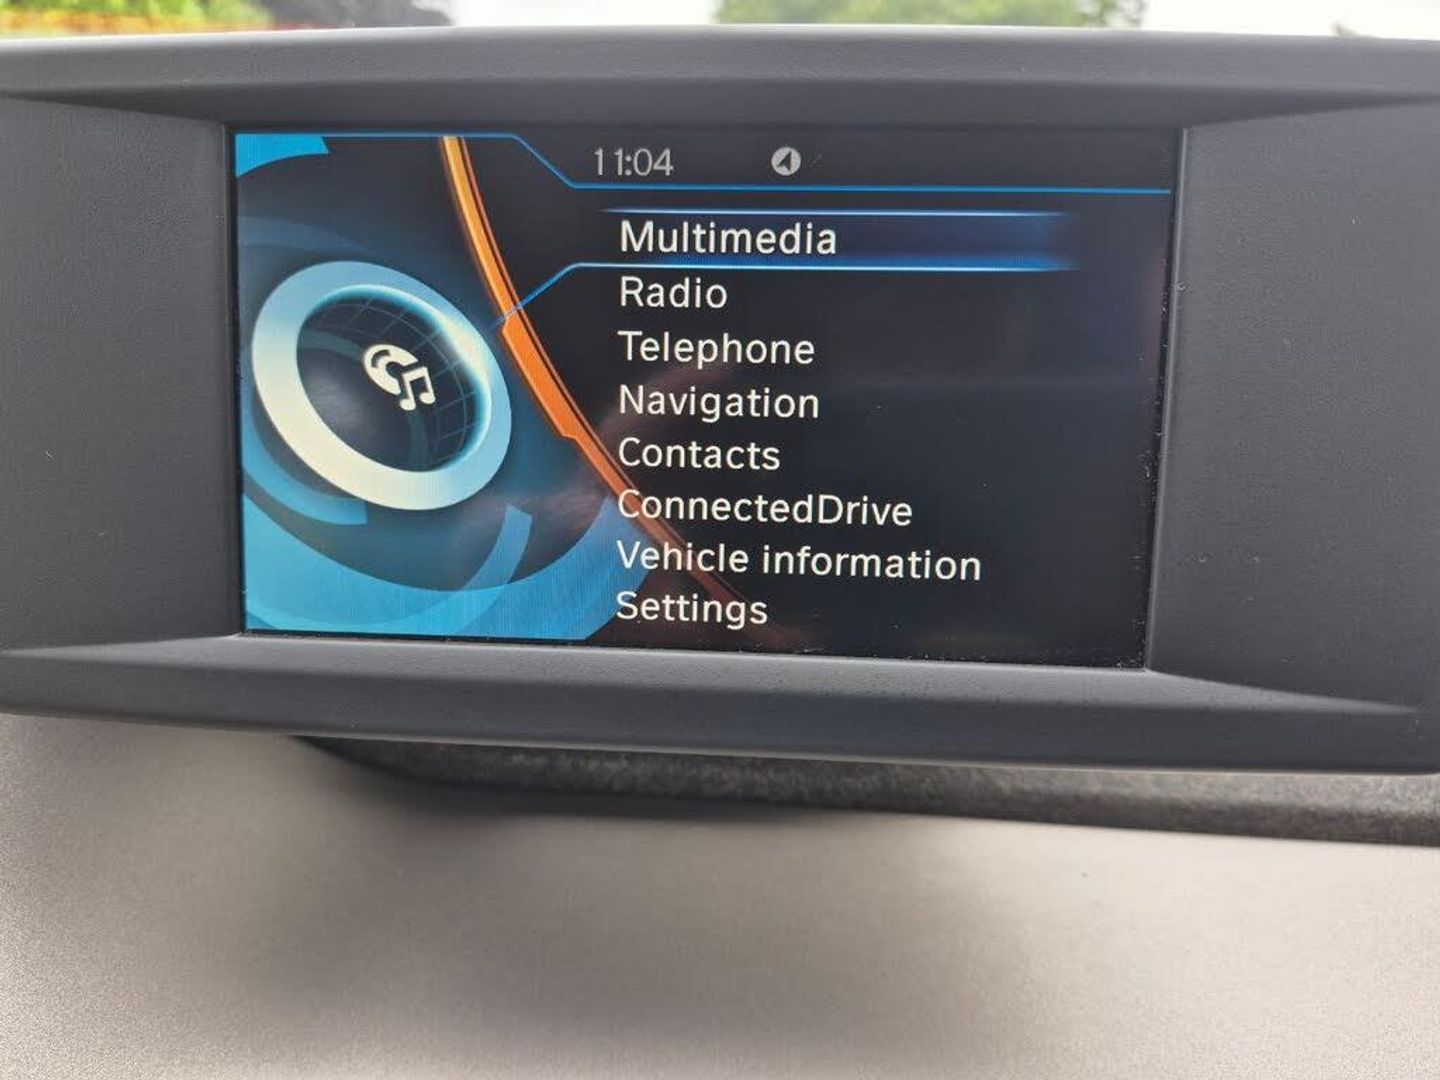 11:04
Multimedia
Radio
Telephone
Navigation
Contacts
ConnectedDrive
Vehicle information
Settings